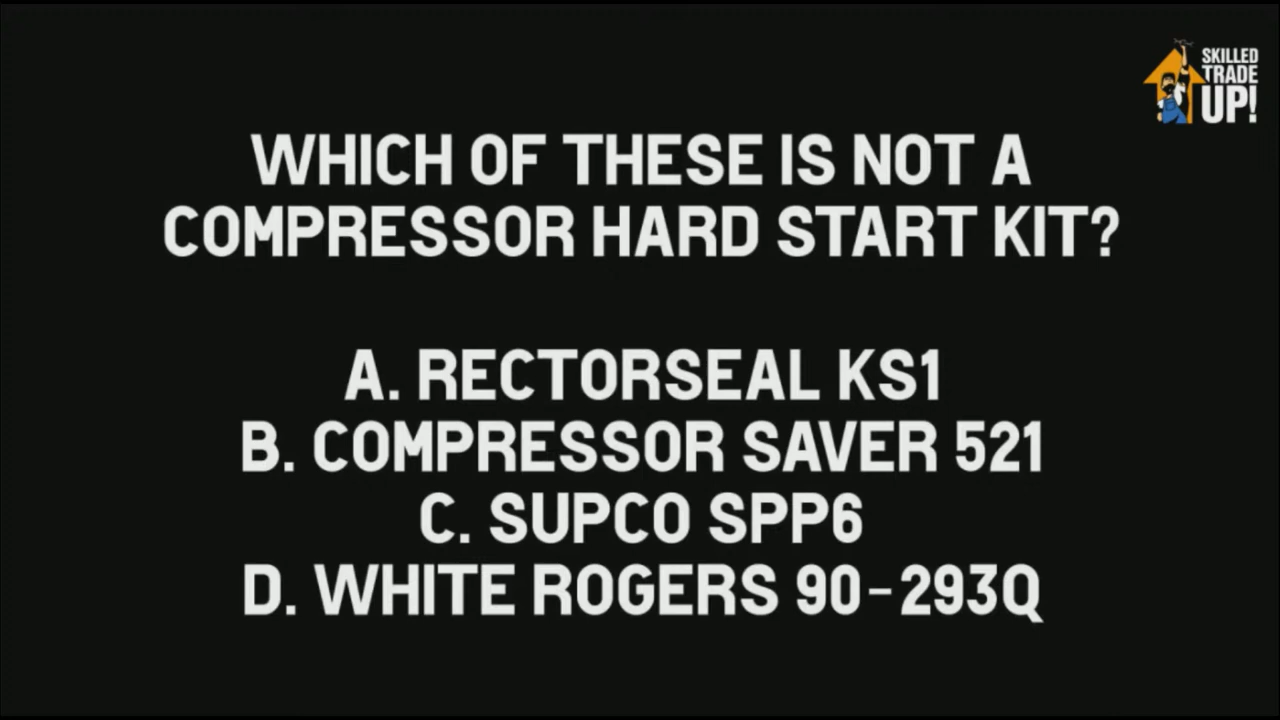 SKILLED
TRADE
UP!
WHICH OF THESE IS NOT A
COMPRESSOR HARD START KIT?
A. RECTORSEAL KS1
B. COMPRESSOR SAVER 521
C. SUPCO SPP6
D. WHITE ROGERS 90-293Q